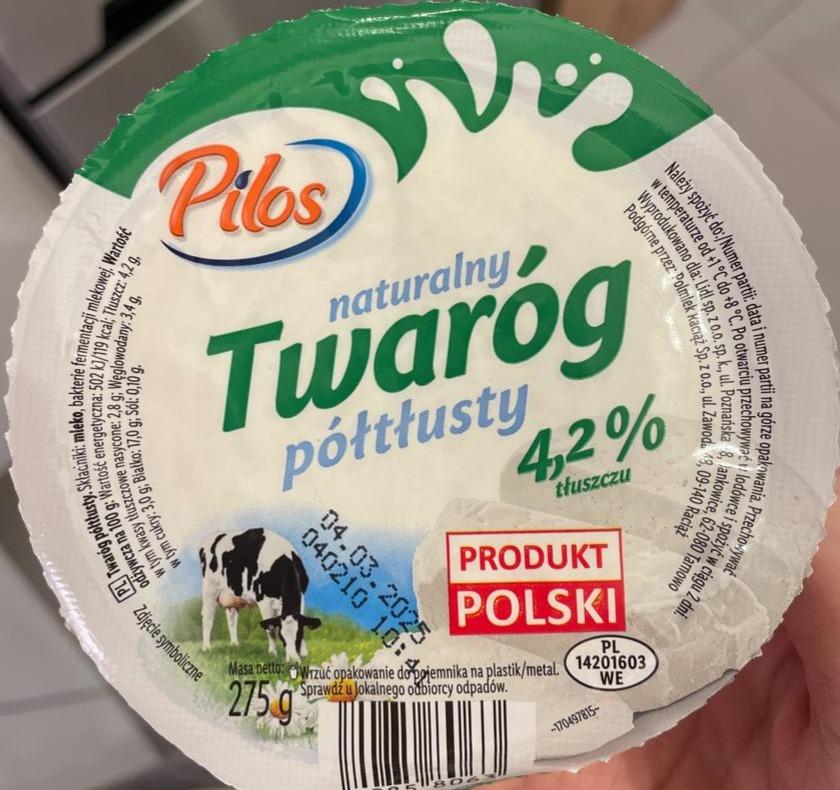 Pilos
naturalny
Twaróg
półtłusty
4,2%
tłuszczu
PL Twaróg półtłusty. Składniki: mleko, bakterie fermentacji mlekowej. Wartość
odżywcza na 100 g: Wartość energetyczna: 502 kJ/119 kcal; Tłuszcz: 4,2 g,
w tym kwasy tłuszczowe nasycone: 2,8 g; Węglowodany: 3,4 g,
w tym cukry: 3,0 g; Białko: 17,0 g; Sól: 0,10 g.
Zdjęcie symboliczne
Należy spożyć do:/Numer partii: data i numer partii na górze opakowania. Przechowywać
w temperaturze od +1 °C do +8 °C. Po otwarciu przechowywać w lodówce i spożyć w ciągu 2 dni.
Wyprodukowano dla: Lidl sp. z o.o. sp. k., ul. Poznańska 48, Jankowice, 62-080 Tarnowo
Podgórne przez: Polmlek Raciąż Sp. z o.o., ul. 09-140 Raciąż
04.03.2025
040210 10:4
PRODUKT
POLSKI
PL
14201603
WE
Masa netto:
275 g
Wrzuć opakowanie do pojemnika na plastik/metal.
Sprawdź u lokalnego odbiorcy odpadów.
~170497815~